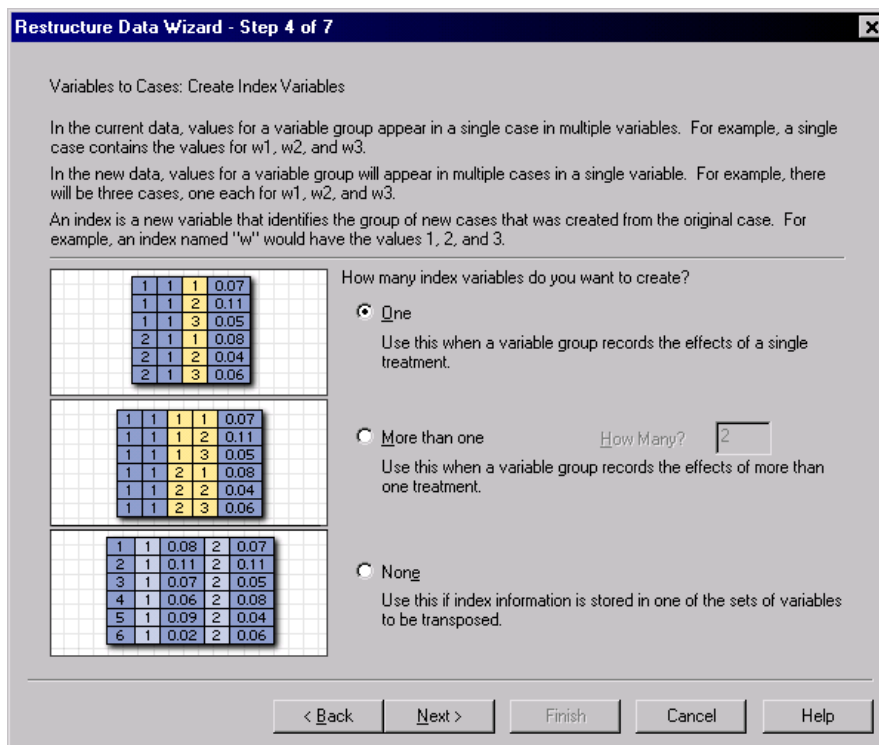 Restructure Data Wizard - Step 4 of 7
Variables to Cases: Create Index Variables
In the current data, values for a variable group appear in a single case in multiple variables. For example, a single
case contains the values for w1, w2, and w3.
In the new data, values for a variable group will appear in multiple cases in a single variable. For example, there
will be three cases, one each for w1, w2, and w3.
An index is a new variable that identifies the group of new cases that was created from the original case. For
example, an index named "w" would have the values 1, 2, and 3.
1 1 1 0.07
1 1 2 0.11
1 1 3 0.05
2 1 1 0.08
2 1 2 0.04
2 1 3 0.06
How many index variables do you want to create?
One
Use this when a variable group records the effects of a single
treatment.
1 1 1 1 0.07
1 1 1 2 0.11
1 1 1 3 0.05
1 1 2 1 0.08
1 1 2 2 0.04
1 1 2 3 0.06
More than one How Many? 2
Use this when a variable group records the effects of more than
one treatment.
1 1 0.08 2 0.07
2 1 0.11 2 0.11
3 1 0.07 2 0.05
4 1 0.06 2 0.08
5 1 0.09 2 0.04
6 1 0.02 2 0.06
None
Use this if index information is stored in one of the sets of variables
to be transposed.
< Back Next > Finish Cancel Help